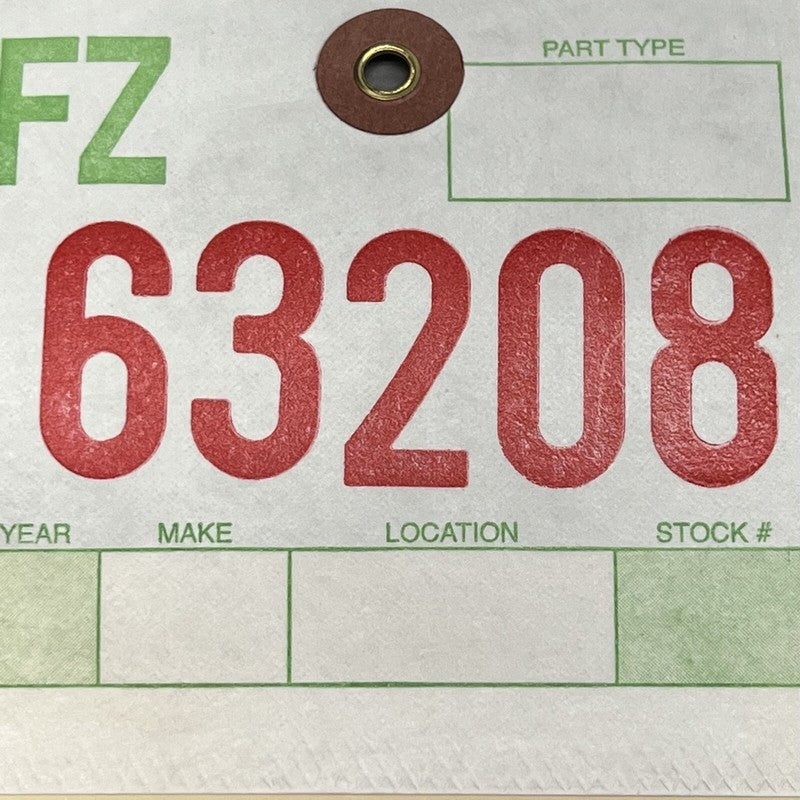 FZ
PART TYPE
63208
YEAR MAKE LOCATION STOCK #